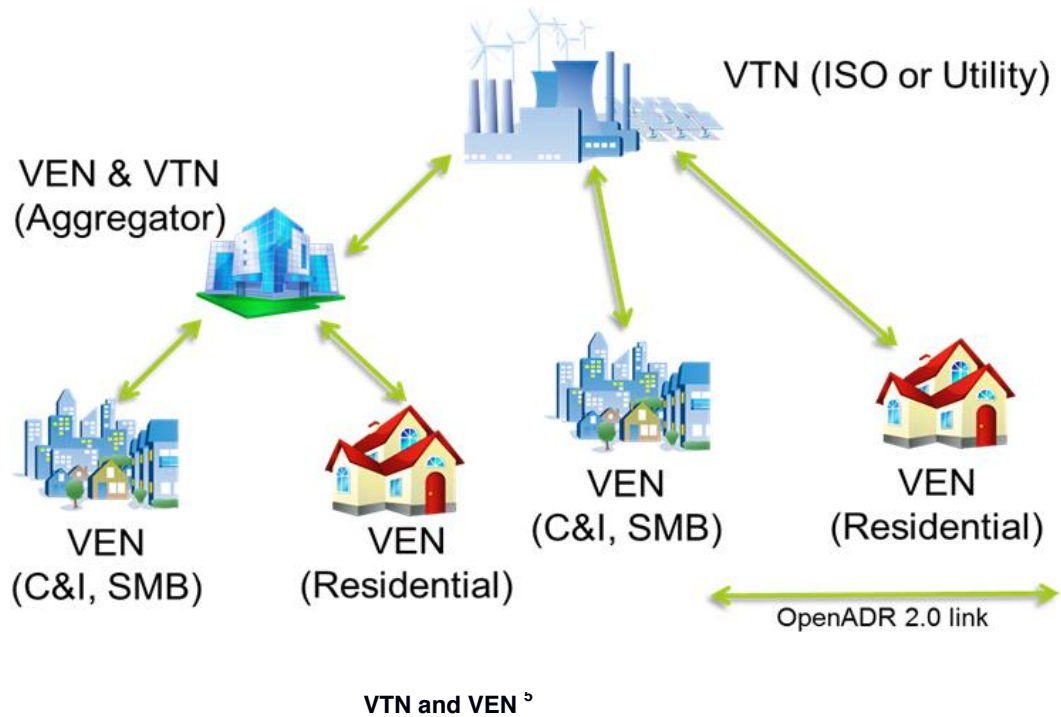 VTN (ISO or Utility)
VEN & VTN
(Aggregator)
VEN
(C&I, SMB)
VEN
(Residential)
VEN
(C&I, SMB)
VEN
(Residential)
OpenADR 2.0 link
VTN and VEN 5